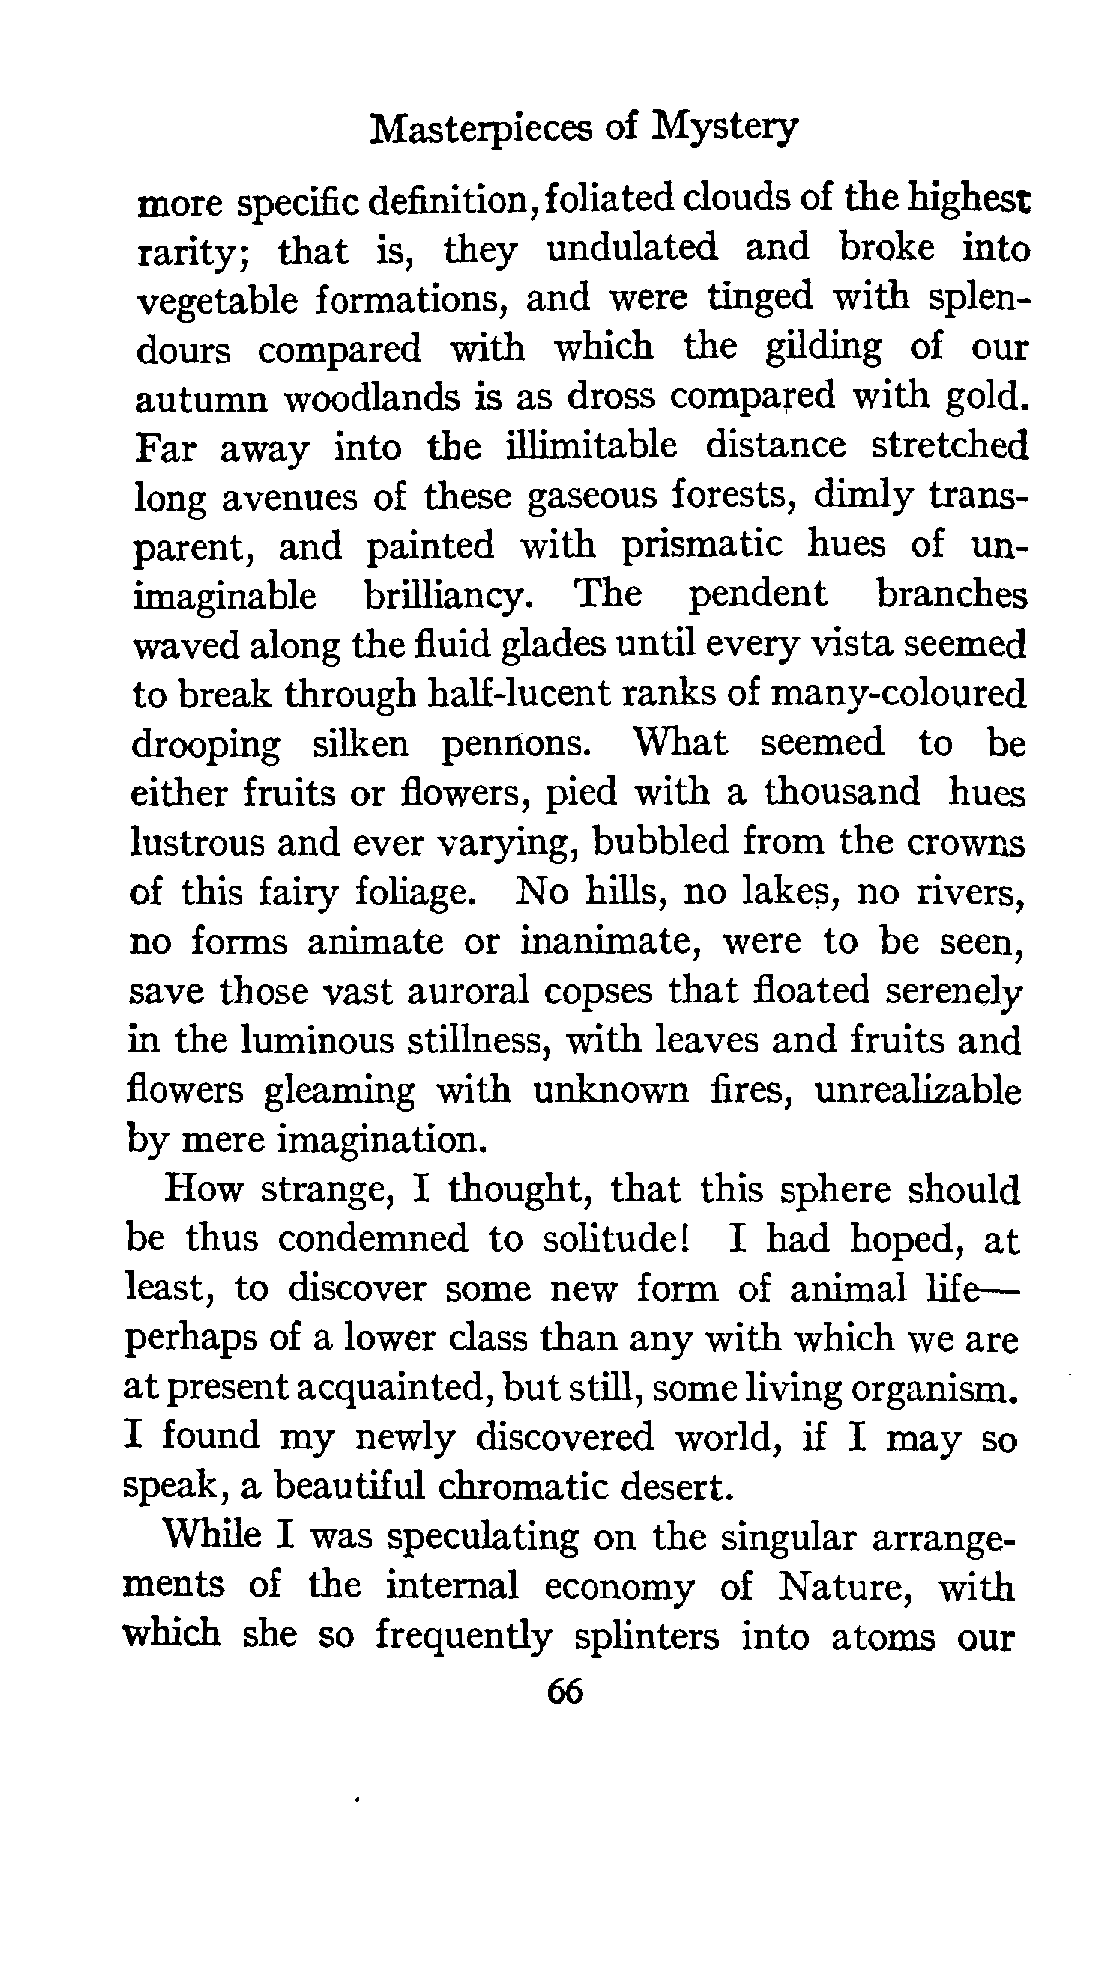 Masterpieces of Mystery
more specific definition, foliated clouds of the highest
rarity; that is, they undulated and broke into
vegetable formations, and were tinged with splen-
dours compared with which the gilding of our
autumn woodlands is as dross compared with gold.
Far away into the illimitable distance stretched
long avenues of these gaseous forests, dimly trans-
parent, and painted with prismatic hues of un-
imaginable brilliancy. The pendent branches
waved along the fluid glades until every vista seemed
to break through half-lucent ranks of many-coloured
drooping silken pennons. What seemed to be
either fruits or flowers, pied with a thousand hues
lustrous and ever varying, bubbled from the crowns
of this fairy foliage. No hills, no lakes, no rivers,
no forms animate or inanimate, were to be seen,
save those vast auroral copses that floated serenely
in the luminous stillness, with leaves and fruits and
flowers gleaming with unknown fires, unrealizable
by mere imagination.
How strange, I thought, that this sphere should
be thus condemned to solitude! I had hoped, at
least, to discover some new form of animal life—
perhaps of a lower class than any with which we are
at present acquainted, but still, some living organism.
I found my newly discovered world, if I may so
speak, a beautiful chromatic desert.
While I was speculating on the singular arrange-
ments of the internal economy of Nature, with
which she so frequently splinters into atoms our
66